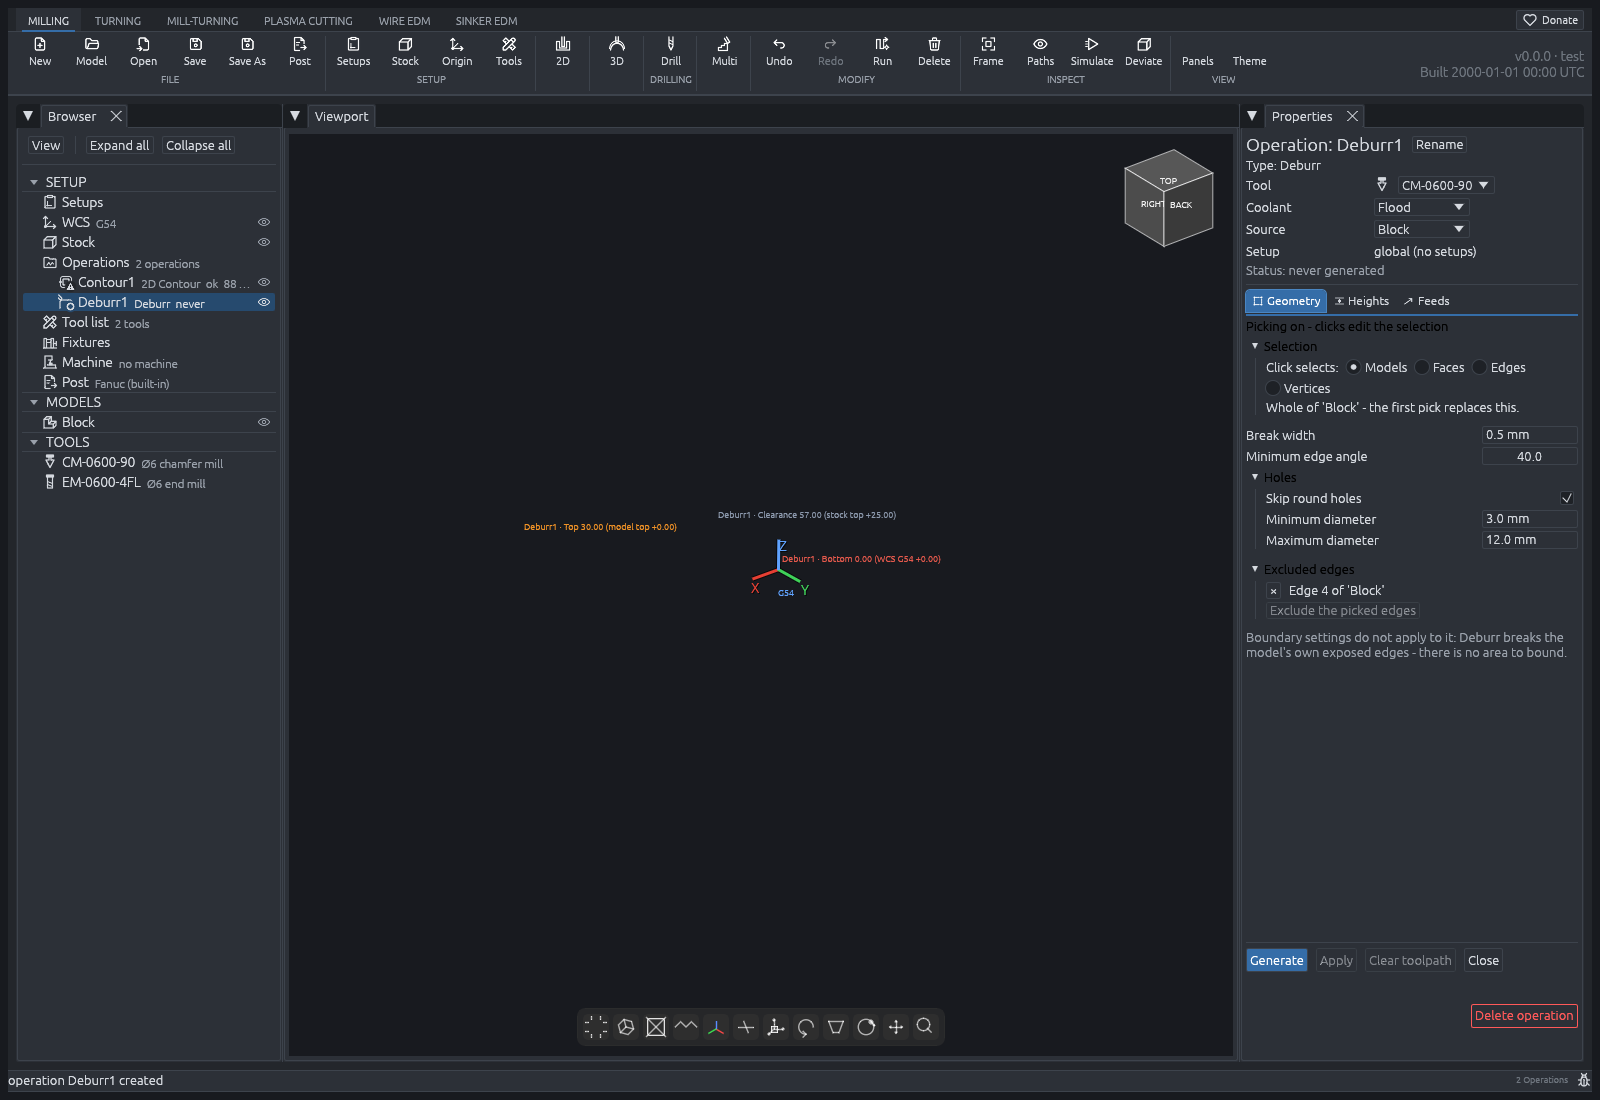 MILLING TURNING MILL-TURNING PLASMA CUTTING WIRE EDM SINKER EDM Donate
New Model Open Save Save As Post Setups Stock Origin Tools 2D 3D Drill Multi Undo Redo Run Delete Frame Paths Simulate Deviate Panels Theme
FILE SETUP DRILLING MODIFY INSPECT VIEW
v0.0.0 · test
Built 2000-01-01 00:00 UTC
Browser
View Expand all Collapse all
SETUP
Setups
WCS G54
Stock
Operations 2 operations
Contour1 2D Contour ok 88 ...
Deburr1 Deburr never
Tool list 2 tools
Fixtures
Machine no machine
Post Fanuc (built-in)
MODELS
Block
TOOLS
CM-0600-90 Ø6 chamfer mill
EM-0600-4FL Ø6 end mill
Viewport
TOP
RIGHT BACK
Deburr1 · Clearance 57.00 (stock top +25.00)
Deburr1 · Top 30.00 (model top +0.00)
Z
Deburr1 · Bottom 0.00 (WCS G54 +0.00)
X G54 Y
Properties
Operation: Deburr1 Rename
Type: Deburr
Tool CM-0600-90
Coolant Flood
Source Block
Setup global (no setups)
Status: never generated
Geometry Heights Feeds
Picking on - clicks edit the selection
Selection
Click selects: Models Faces Edges
Vertices
Whole of 'Block' - the first pick replaces this.
Break width 0.5 mm
Minimum edge angle 40.0
Holes
Skip round holes
Minimum diameter 3.0 mm
Maximum diameter 12.0 mm
Excluded edges
× Edge 4 of 'Block'
Exclude the picked edges
Boundary settings do not apply to it: Deburr breaks the
model's own exposed edges - there is no area to bound.
Generate Apply Clear toolpath Close
Delete operation
operation Deburr1 created
2 Operations